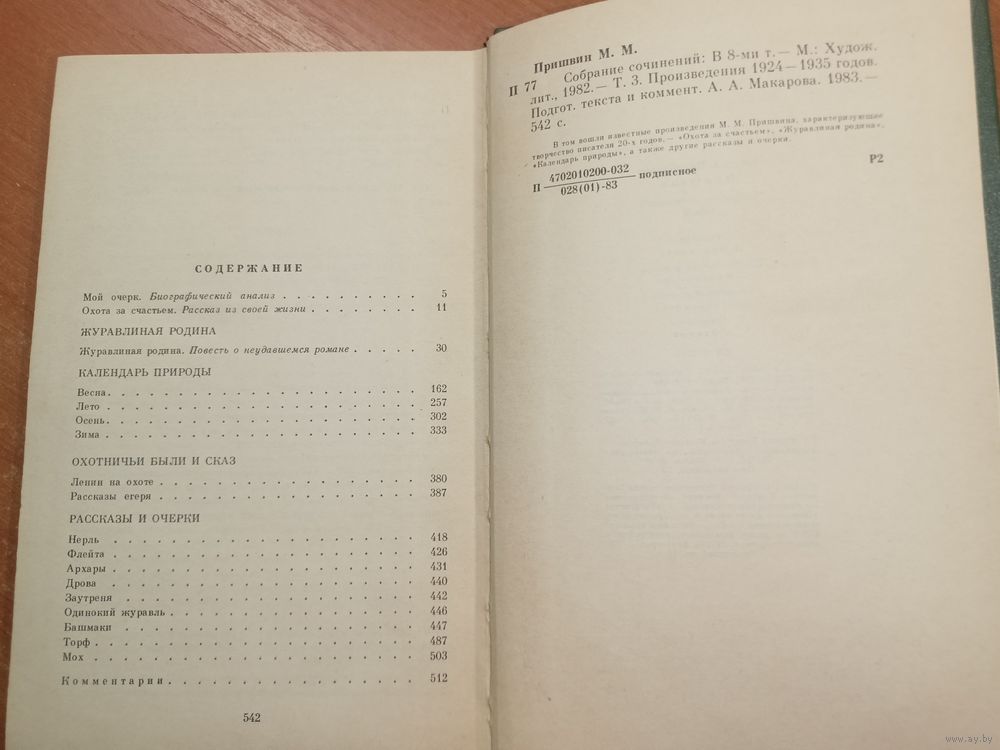 СОДЕРЖАНИЕ
Мой очерк. Биографический анализ . . . . . . . . . . 5
Охота за счастьем. Рассказ из своей жизни . . . . . . . . 11
ЖУРАВЛИНАЯ РОДИНА
Журавлиная родина. Повесть о неудавшемся романе . . . . . 30
КАЛЕНДАРЬ ПРИРОДЫ
Весна . . . . . . . . . . . . . . . . . . . 162
Лето . . . . . . . . . . . . . . . . . . . 257
Осень . . . . . . . . . . . . . . . . . . . 302
Зима . . . . . . . . . . . . . . . . . . . 333
ОХОТНИЧЬИ БЫЛИ И СКАЗ
Ленин на охоте . . . . . . . . . . . . . . . . 380
Рассказы егеря . . . . . . . . . . . . . . . . 387
РАССКАЗЫ И ОЧЕРКИ
Нерль . . . . . . . . . . . . . . . . . . . 418
Флейта . . . . . . . . . . . . . . . . . . . 426
Архары . . . . . . . . . . . . . . . . . . . 431
Дрова . . . . . . . . . . . . . . . . . . . 440
Заутреня . . . . . . . . . . . . . . . . . . 442
Одинокий журавль . . . . . . . . . . . . . . . 446
Башмаки . . . . . . . . . . . . . . . . . . 447
Торф . . . . . . . . . . . . . . . . . . . 487
Мох . . . . . . . . . . . . . . . . . . . 503
Комментарии . . . . . . . . . . . . . . . . 512
542
Пришвин М. М.
П 77 Собрание сочинений: В 8-ми т.— М.: Худож.
лит., 1982.— Т. 3. Произведения 1924—1935 годов.
Подгот. текста и коммент. А. А. Макарова. 1983.—
542 с.
В том вошли известные произведения М. М. Пришвина, характеризующие
творчество писателя 20-х годов,— «Охота за счастьем», «Журавлиная родина»,
«Календарь природы», а также другие рассказы и очерки.
П 4702010200-032 подписное Р2
028(01)-83
www.ay.by